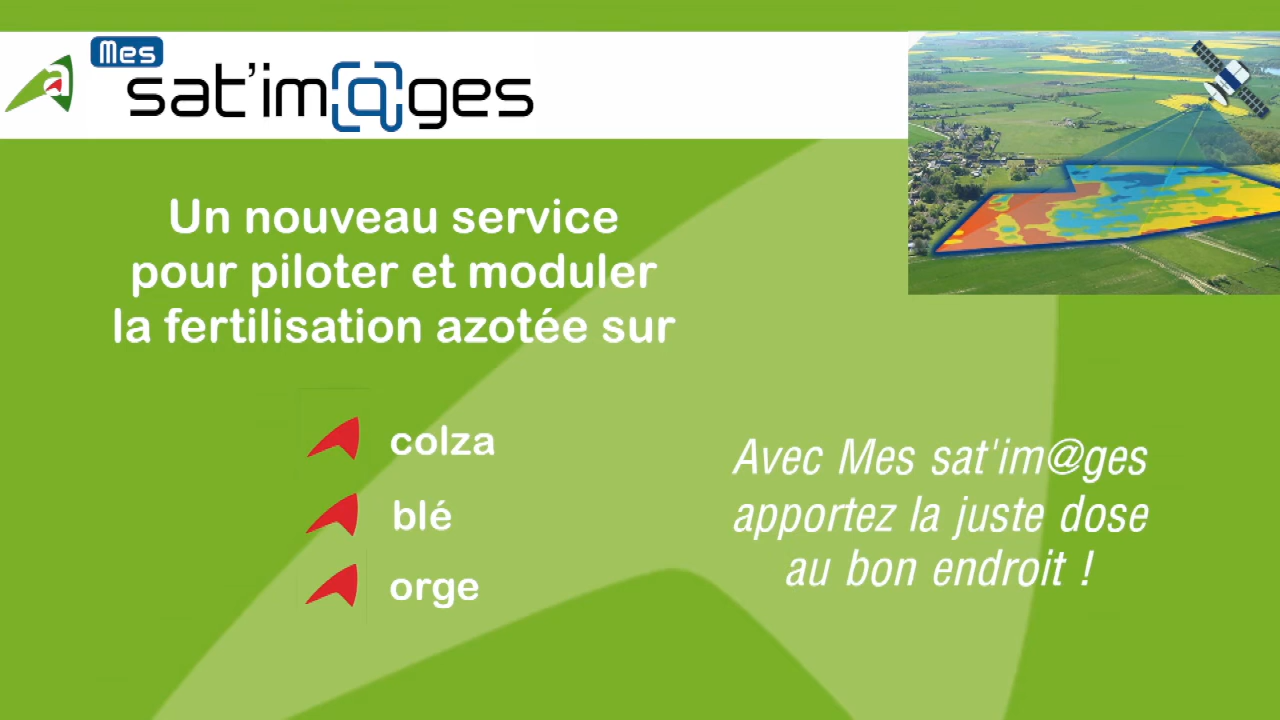 Mes
sat'im@ges
Un nouveau service
pour piloter et moduler
la fertilisation azotée sur
colza
blé
orge
Avec Mes sat'im@ges
apportez la juste dose
au bon endroit !